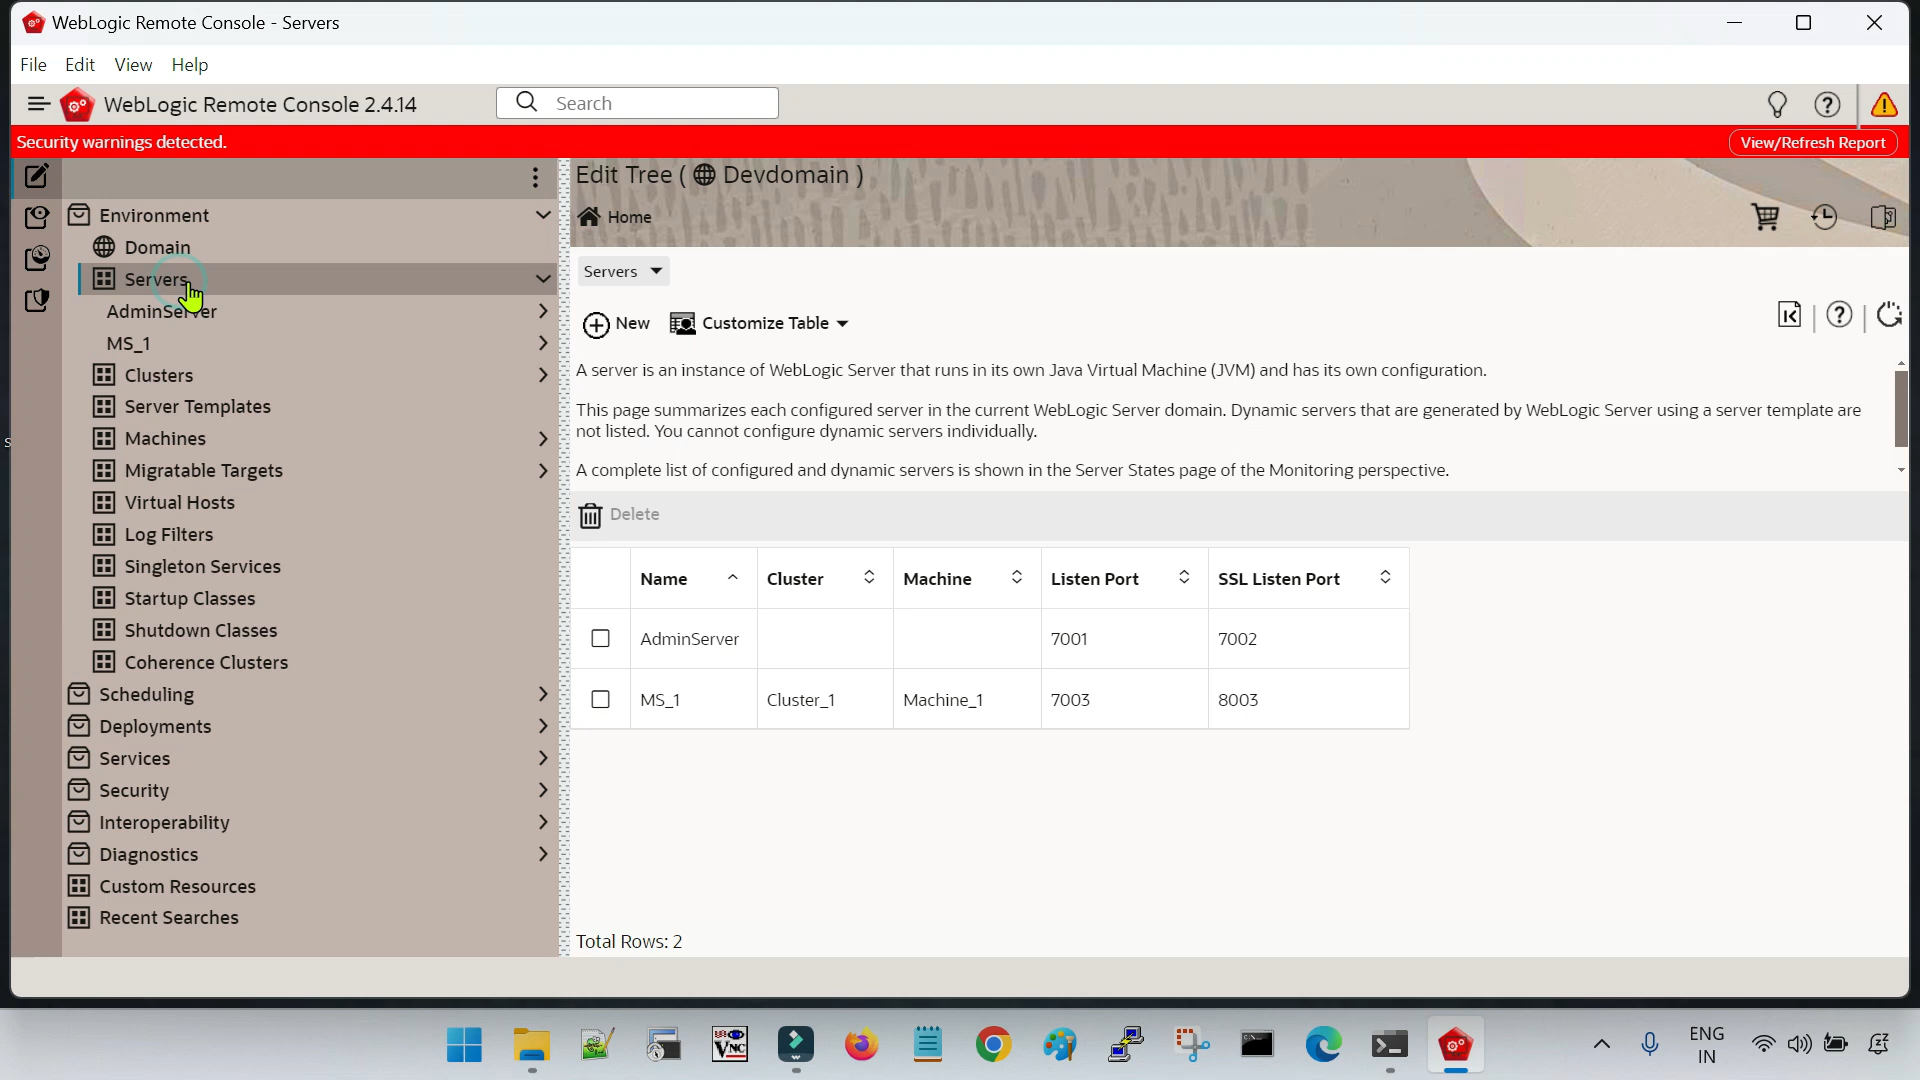 WebLogic Remote Console - Servers
File Edit View Help
WebLogic Remote Console 2.4.14
Search
Security warnings detected.
View/Refresh Report
Environment
Domain
Servers
AdminServer
MS_1
Clusters
Server Templates
Machines
Migratable Targets
Virtual Hosts
Log Filters
Singleton Services
Startup Classes
Shutdown Classes
Coherence Clusters
Scheduling
Deployments
Services
Security
Interoperability
Diagnostics
Custom Resources
Recent Searches
Edit Tree ( Devdomain )
Home
Servers
New Customize Table
A server is an instance of WebLogic Server that runs in its own Java Virtual Machine (JVM) and has its own configuration.
This page summarizes each configured server in the current WebLogic Server domain. Dynamic servers that are generated by WebLogic Server using a server template are
not listed. You cannot configure dynamic servers individually.
A complete list of configured and dynamic servers is shown in the Server States page of the Monitoring perspective.
Delete
Name Cluster Machine Listen Port SSL Listen Port
AdminServer 7001 7002
MS_1 Cluster_1 Machine_1 7003 8003
Total Rows: 2
S
VNC
ENG
IN